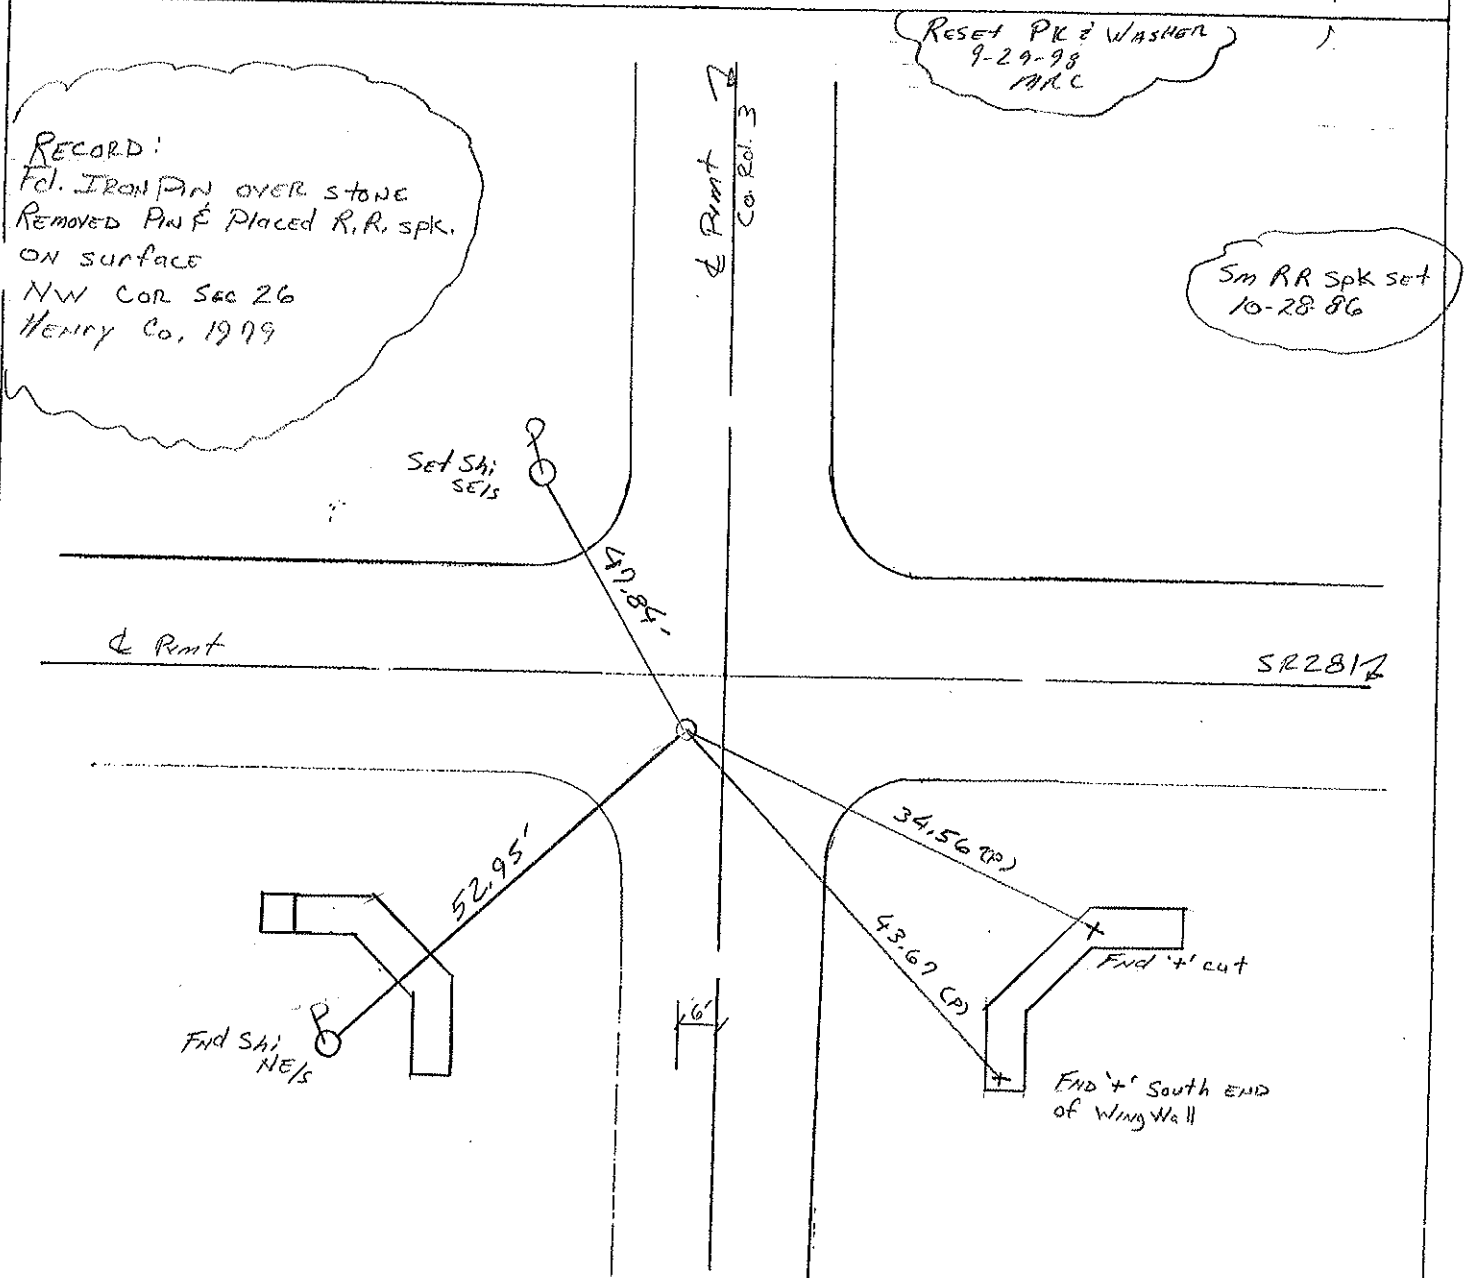 RESET PK & WASHER
9-29-98
MRC
RECORD:
Fd. IRON PIN OVER STONE
REMOVED PIN & Placed R.R. spk.
ON surface
NW COR SEC 26
HENRY Co. 1979
℄ Pvmt
Co. Rd. 3
Sm RR Spk set
10-28-86
Set Shi
SE/s
47.84'
℄ Pvmt
SR281
52.95'
34.56 (P)
43.67 (P)
Fnd '+' cut
6'
Fnd Shi
NE/s
FND '+' South END
of Wing Wall